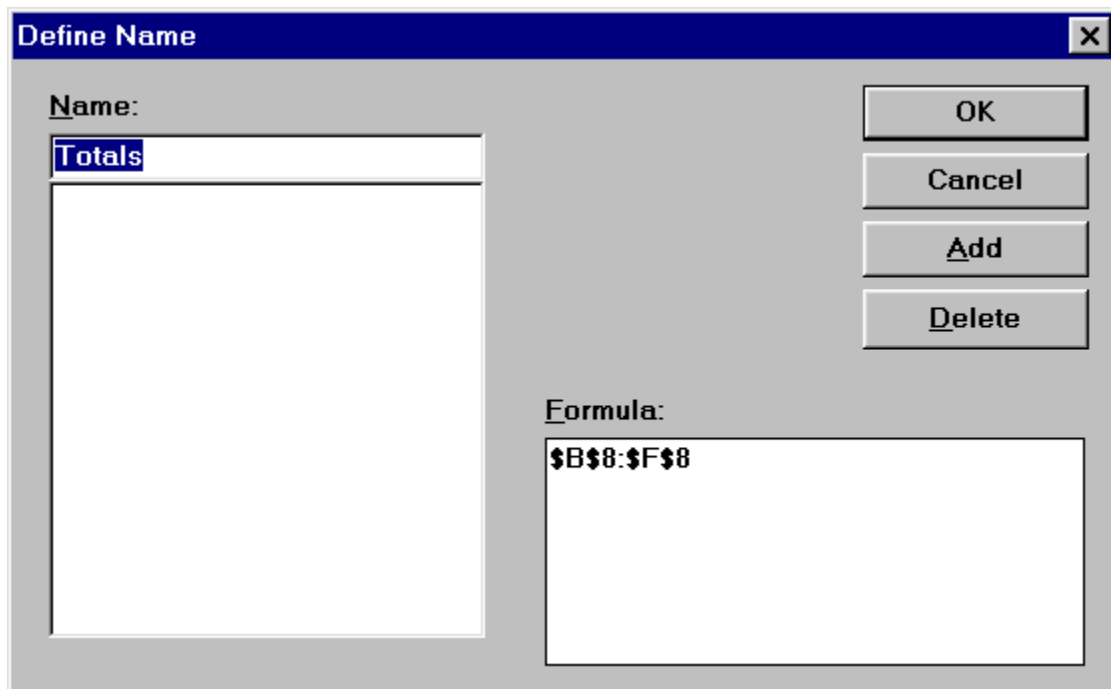 Define Name
Name:
Totals
OK
Cancel
Add
Delete
Formula:
$B$8:$F$8